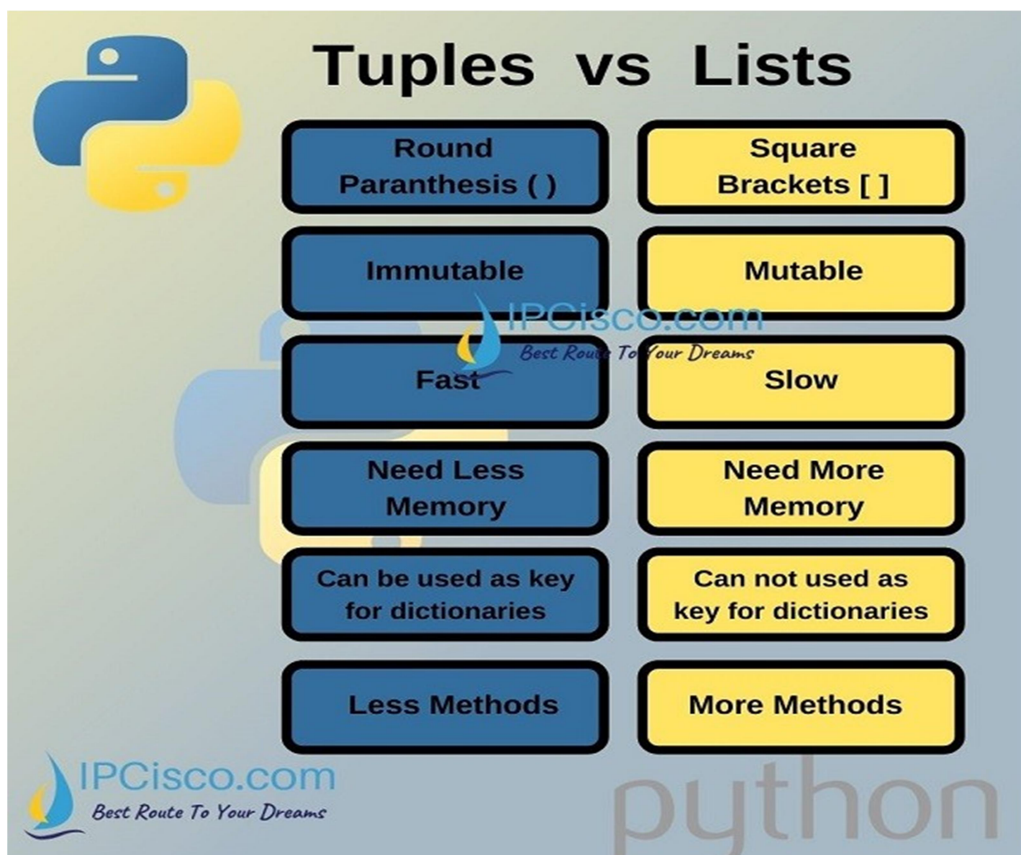 Tuples vs Lists
Round
Paranthesis ( )
Square
Brackets [ ]
Immutable
Mutable
IPCisco.com
Best Route To Your Dreams
Fast
Slow
Need Less
Memory
Need More
Memory
Can be used as key
for dictionaries
Can not used as
key for dictionaries
Less Methods
More Methods
IPCisco.com
Best Route To Your Dreams
python